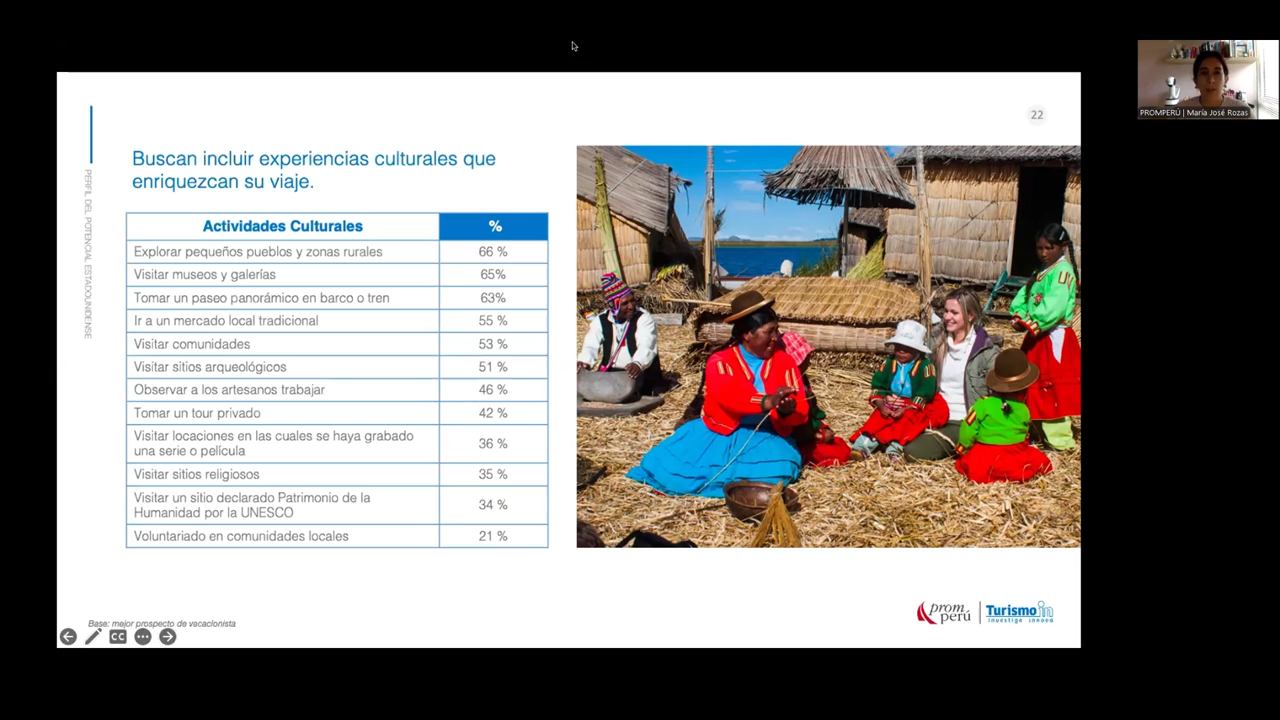 PROMPERÚ | María José Rozas
22
PERFIL DEL POTENCIAL ESTADOUNIDENSE
Buscan incluir experiencias culturales que
enriquezcan su viaje.
Actividades Culturales %
Explorar pequeños pueblos y zonas rurales 66 %
Visitar museos y galerías 65%
Tomar un paseo panorámico en barco o tren 63%
Ir a un mercado local tradicional 55 %
Visitar comunidades 53 %
Visitar sitios arqueológicos 51 %
Observar a los artesanos trabajar 46 %
Tomar un tour privado 42 %
Visitar locaciones en las cuales se haya grabado
una serie o película 36 %
Visitar sitios religiosos 35 %
Visitar un sitio declarado Patrimonio de la
Humanidad por la UNESCO 34 %
Voluntariado en comunidades locales 21 %
Base: mejor prospecto de vacacionista
CC
prom
perú
Turismo in
investiga innova